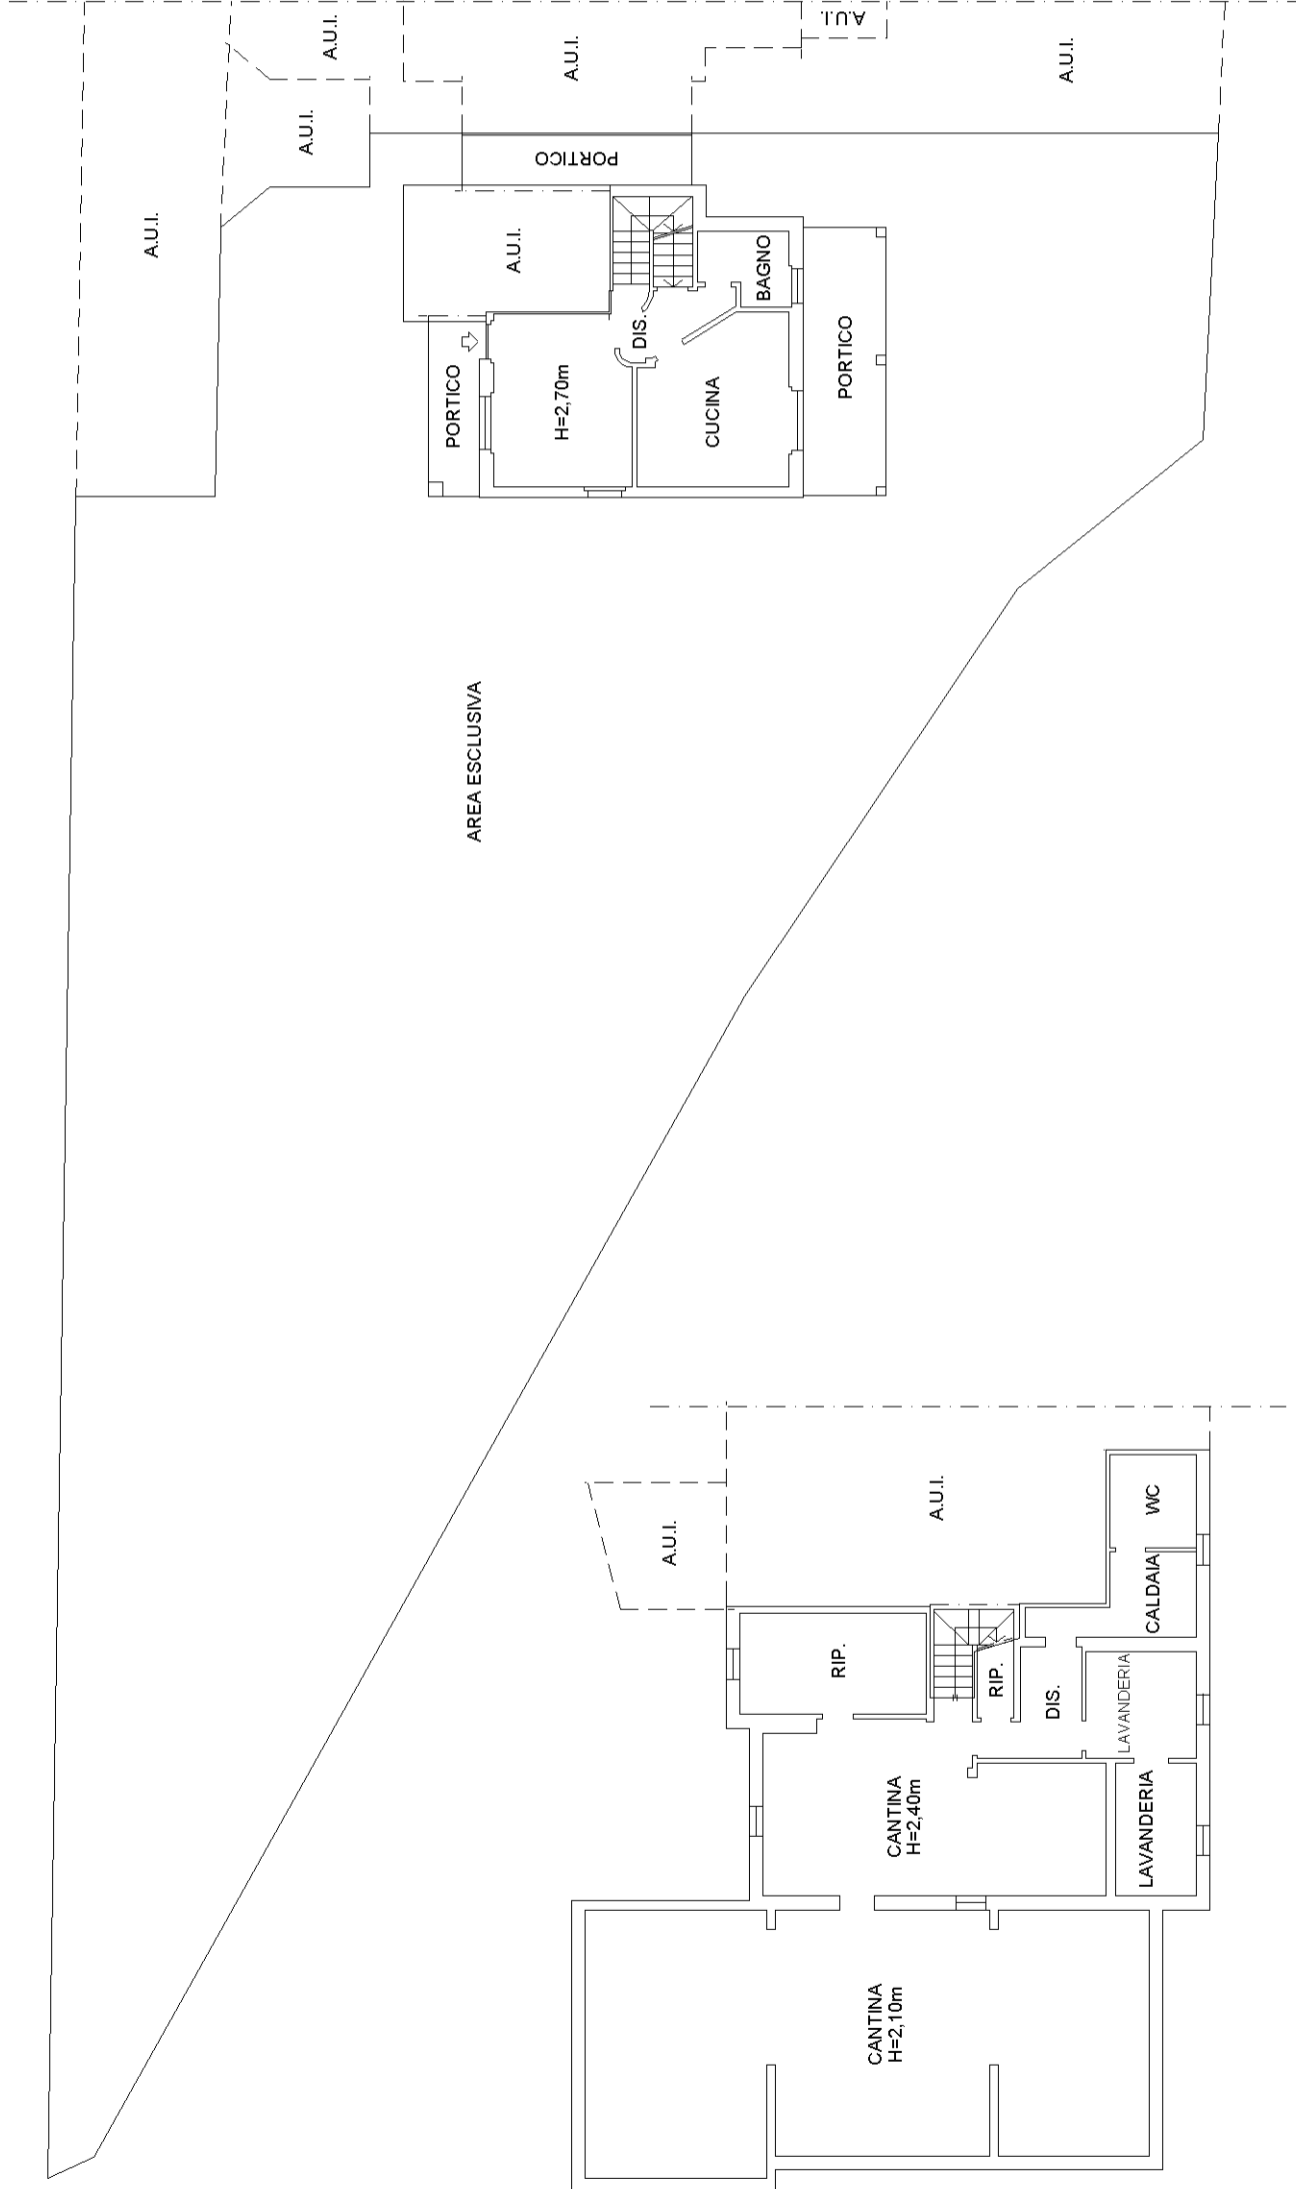 A.U.I.
A.U.I.
A.U.I.
A.U.I.
A.U.I.
A.U.I.
A.U.I.
PORTICO
PORTICO
H=2,70m
DIS.
CUCINA
BAGNO
PORTICO
AREA ESCLUSIVA
A.U.I.
A.U.I.
RIP.
RIP.
DIS.
WC
CALDAIA
LAVANDERIA
LAVANDERIA
CANTINA
H=2,40m
CANTINA
H=2,10m